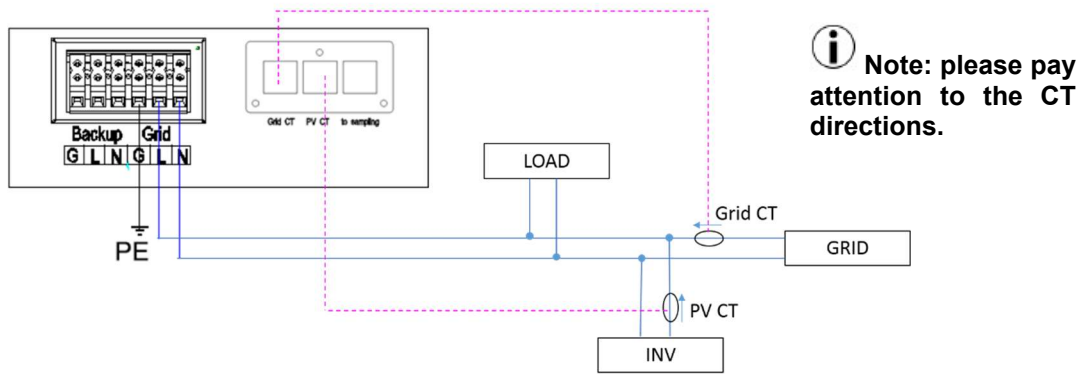 Note: please pay
attention to the CT
directions.
Grid CT PV CT to sampling
Backup Grid
G L N G L N
LOAD
Grid CT
PE
GRID
PV CT
INV